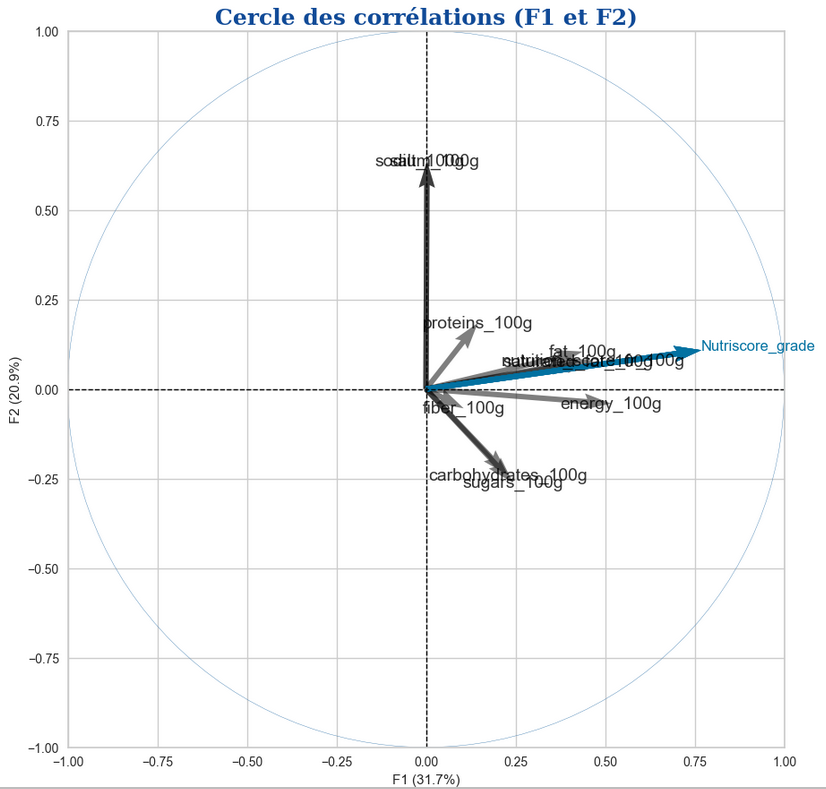 Cercle des corrélations (F1 et F2)
1.00
0.75
0.50
0.25
0.00
−0.25
−0.50
−0.75
−1.00
F2 (20.9%)
proteins_100g
fat_100g
Nutriscore_grade
energy_100g
fiber_100g
carbohydrates_100g
sugars_100g
−1.00 −0.75 −0.50 −0.25 0.00 0.25 0.50 0.75 1.00
F1 (31.7%)